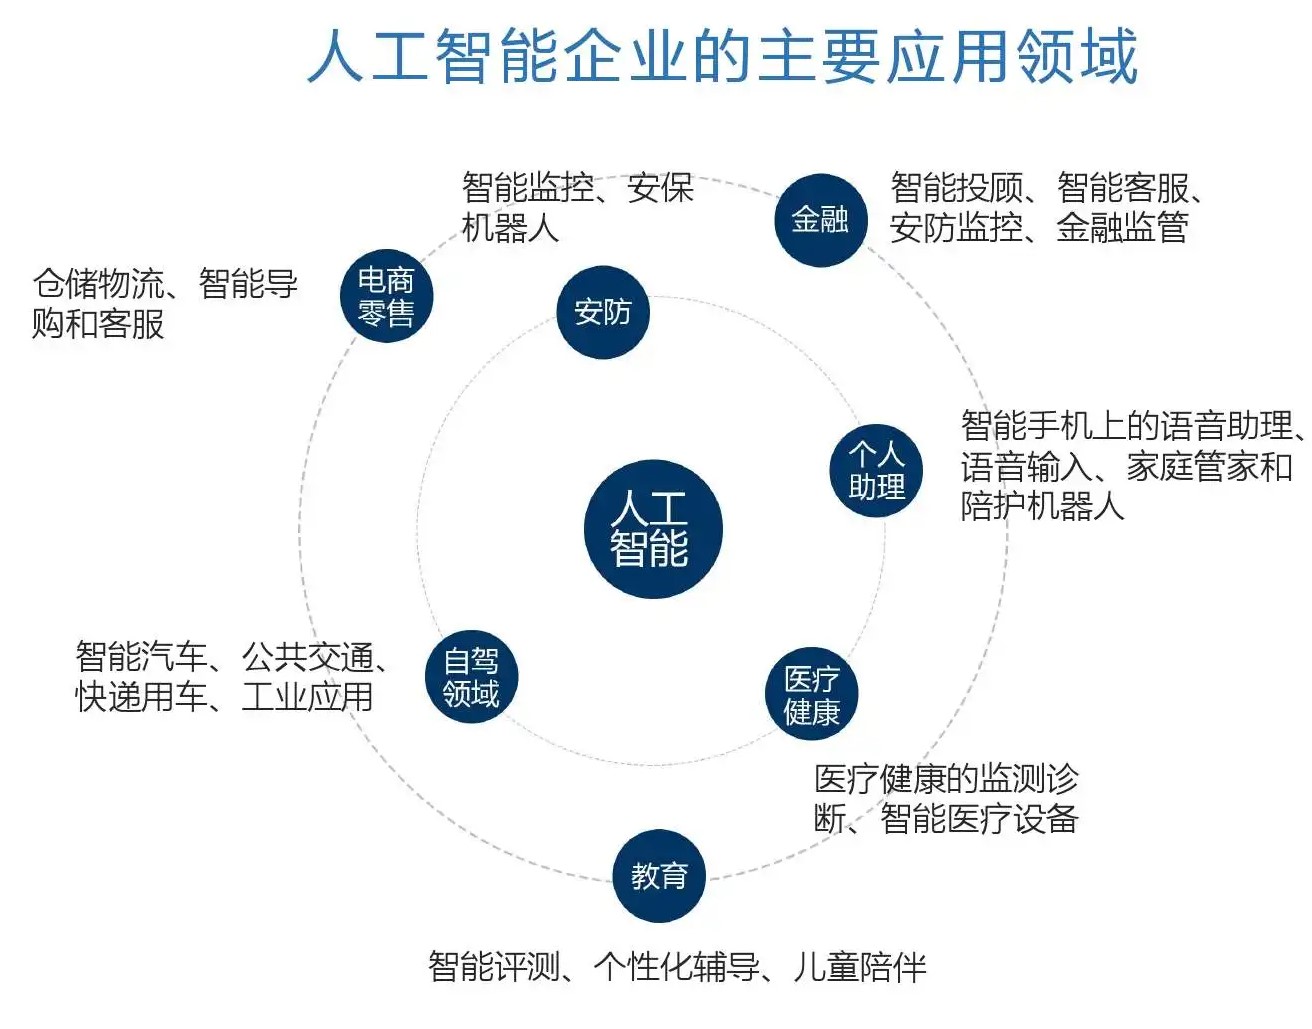 人工智能企业的主要应用领域
智能监控、安保
机器人
金融
智能投顾、智能客服、
安防监控、金融监管
仓储物流、智能导
购和客服
电商
零售
安防
智能手机上的语音助理、
语音输入、家庭管家和
陪护机器人
个人
助理
人工
智能
智能汽车、公共交通、
快递用车、工业应用
自驾
领域
医疗
健康
医疗健康的监测诊
断、智能医疗设备
教育
智能评测、个性化辅导、儿童陪伴